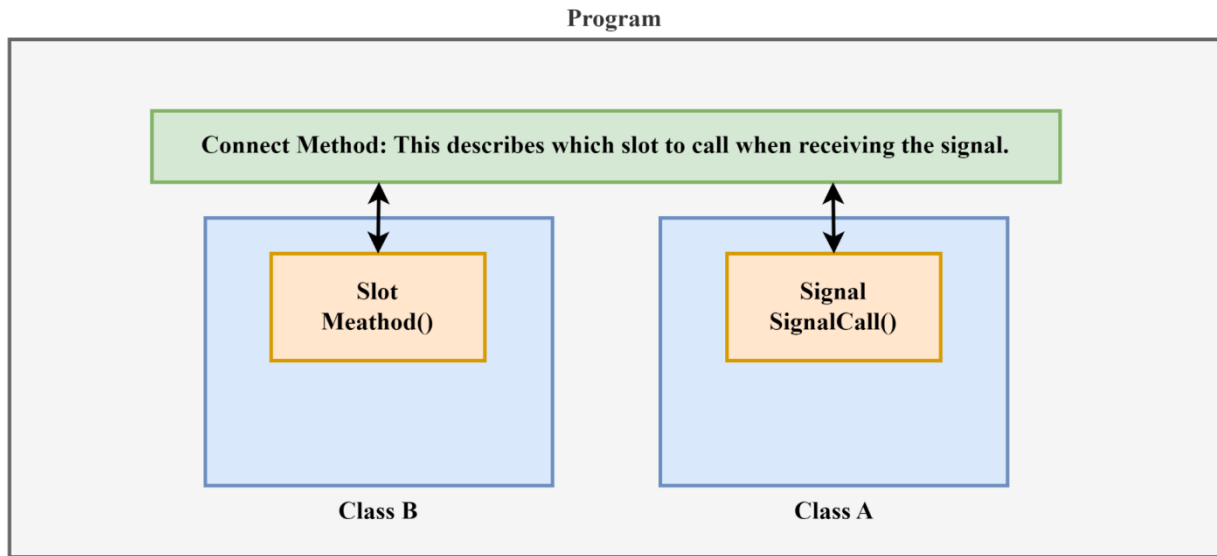 Program
Connect Method: This describes which slot to call when receiving the signal.
Slot
Meathod()
Signal
SignalCall()
Class B
Class A